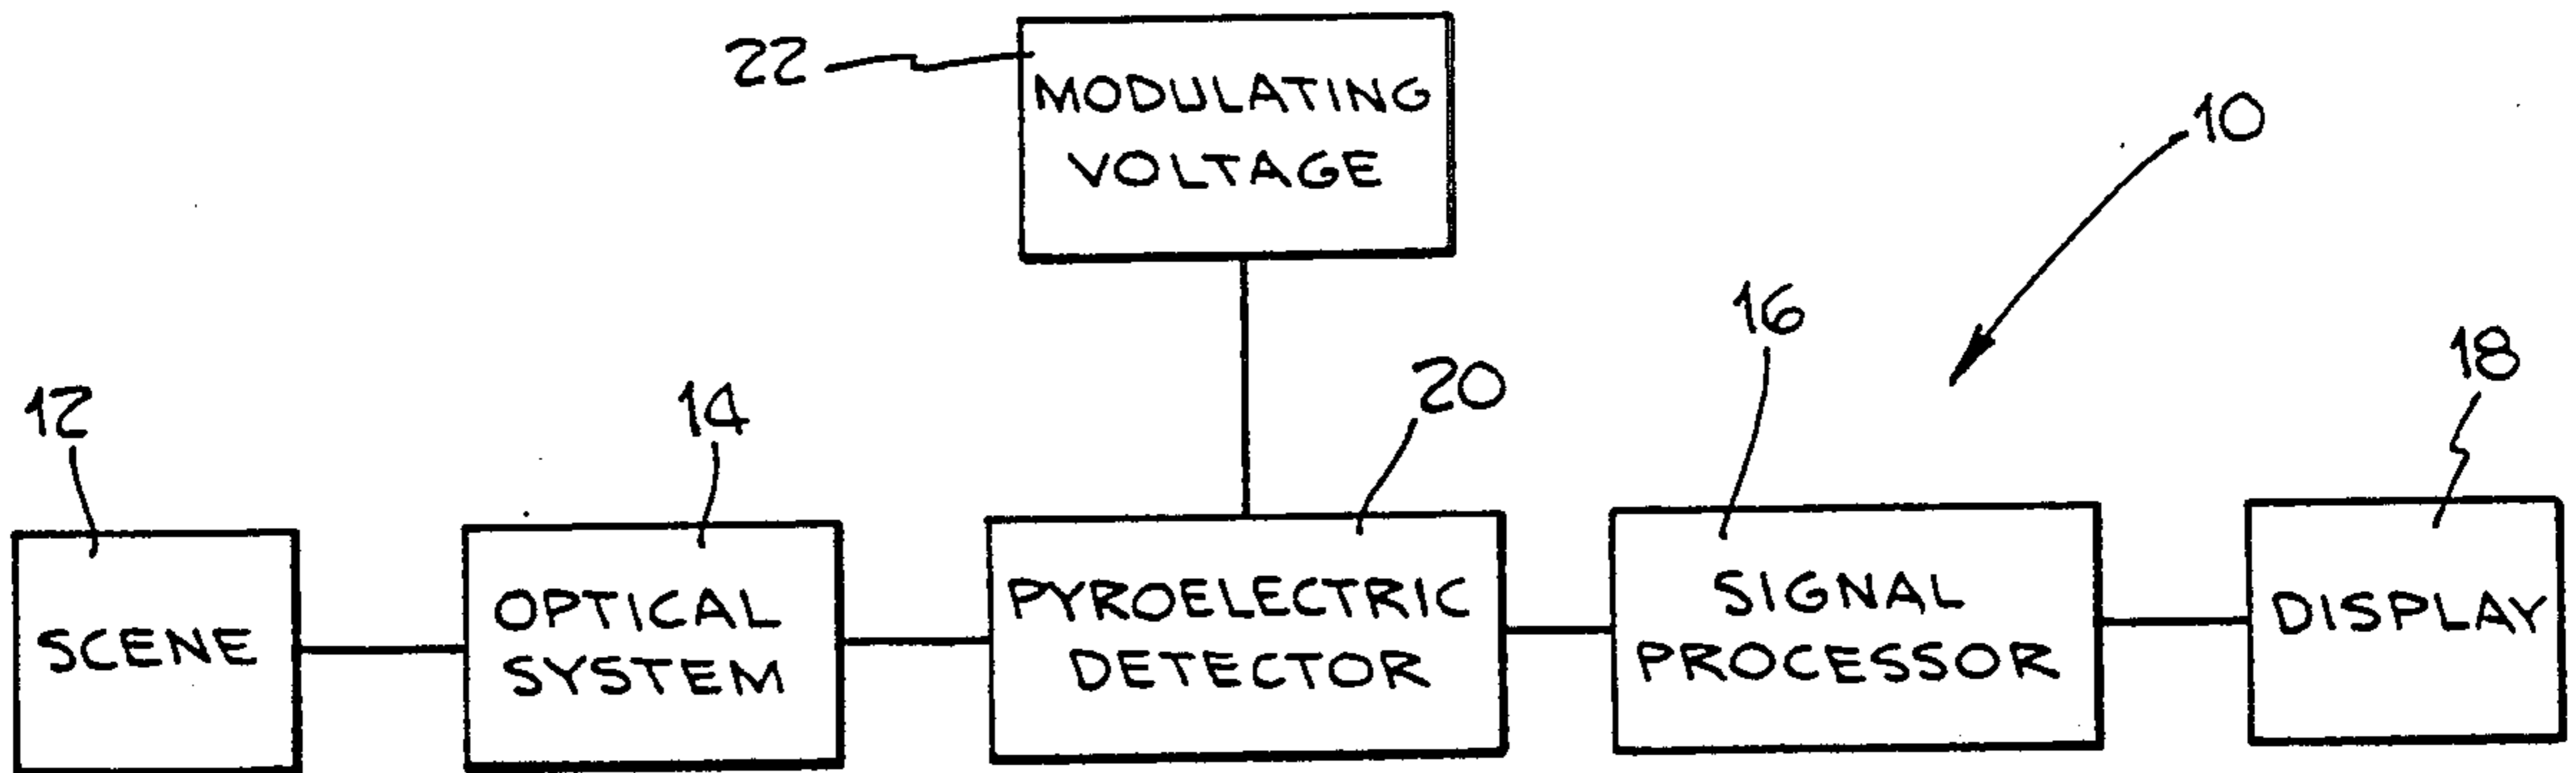 22
MODULATING
VOLTAGE
10
16
18
20
12
14
SCENE
OPTICAL
SYSTEM
PYROELECTRIC
DETECTOR
SIGNAL
PROCESSOR
DISPLAY